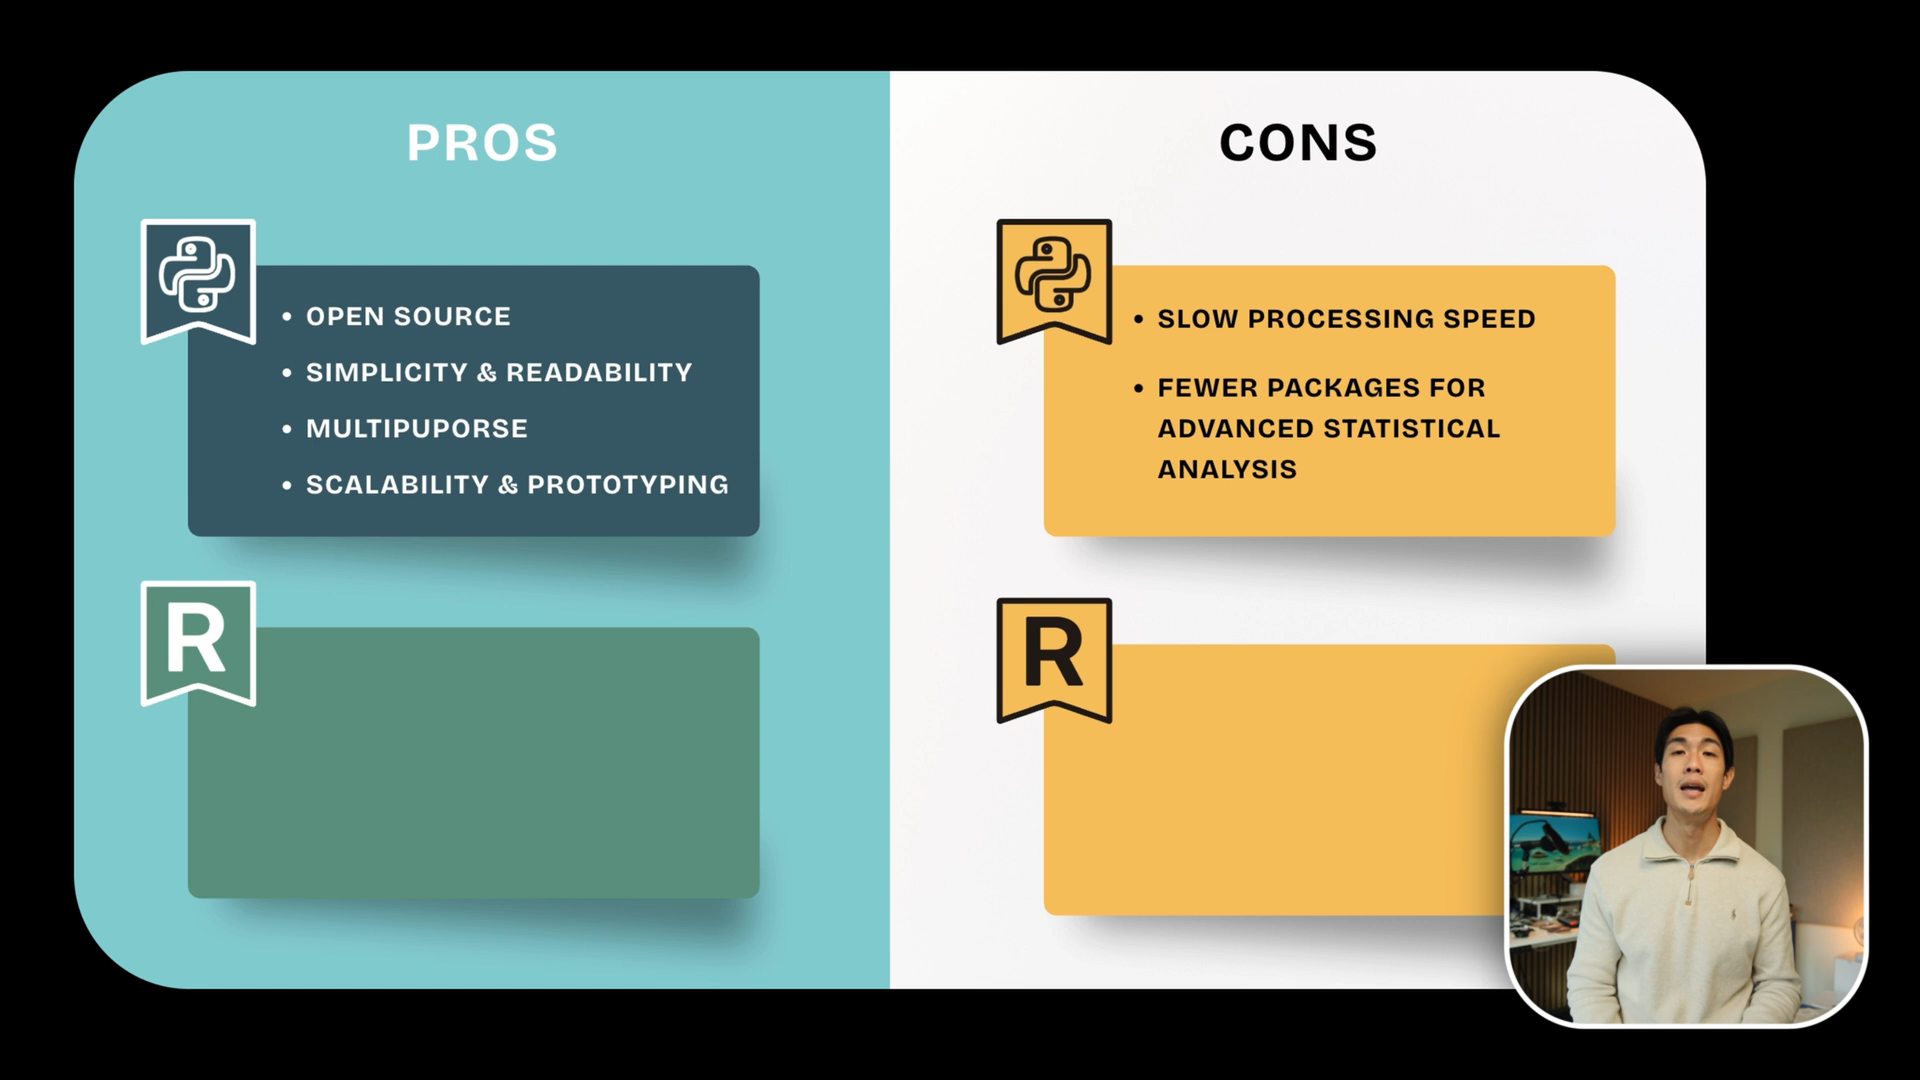 PROS
CONS
• OPEN SOURCE
• SIMPLICITY & READABILITY
• MULTIPUPORSE
• SCALABILITY & PROTOTYPING
• SLOW PROCESSING SPEED
• FEWER PACKAGES FOR
ADVANCED STATISTICAL
ANALYSIS
R
R